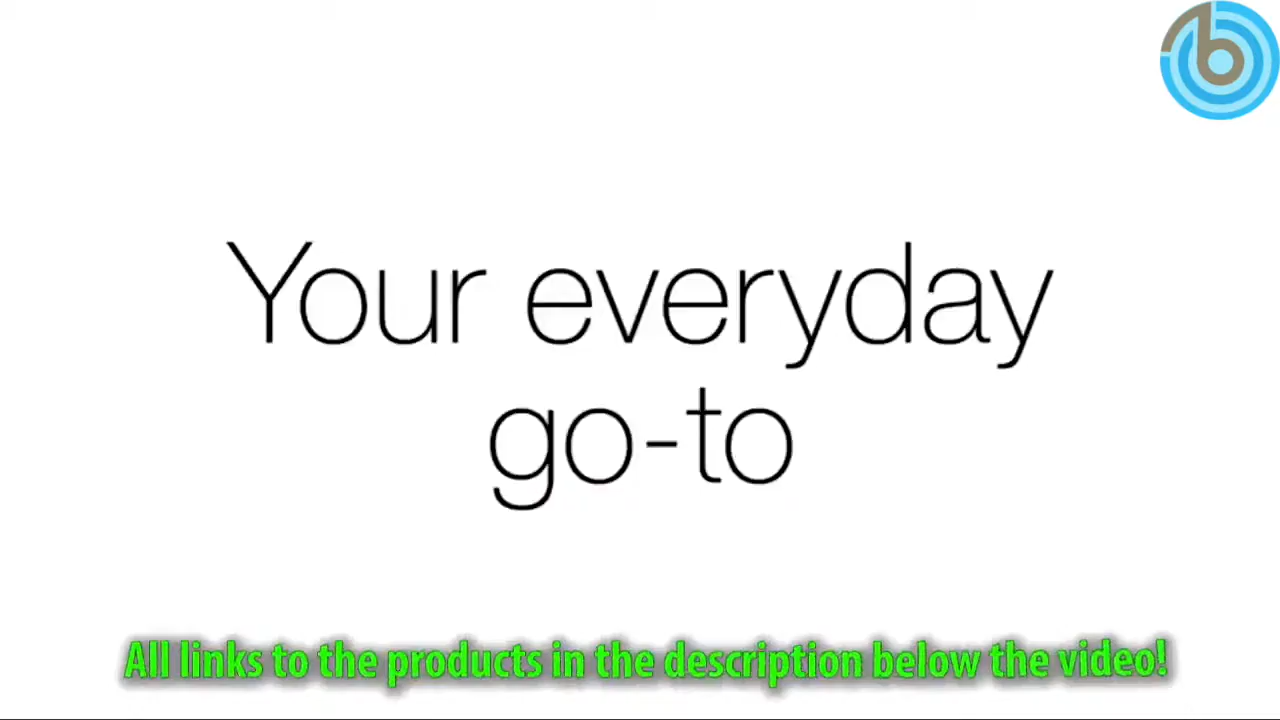 Your everyday
go-to
All links to the products in the description below the video!